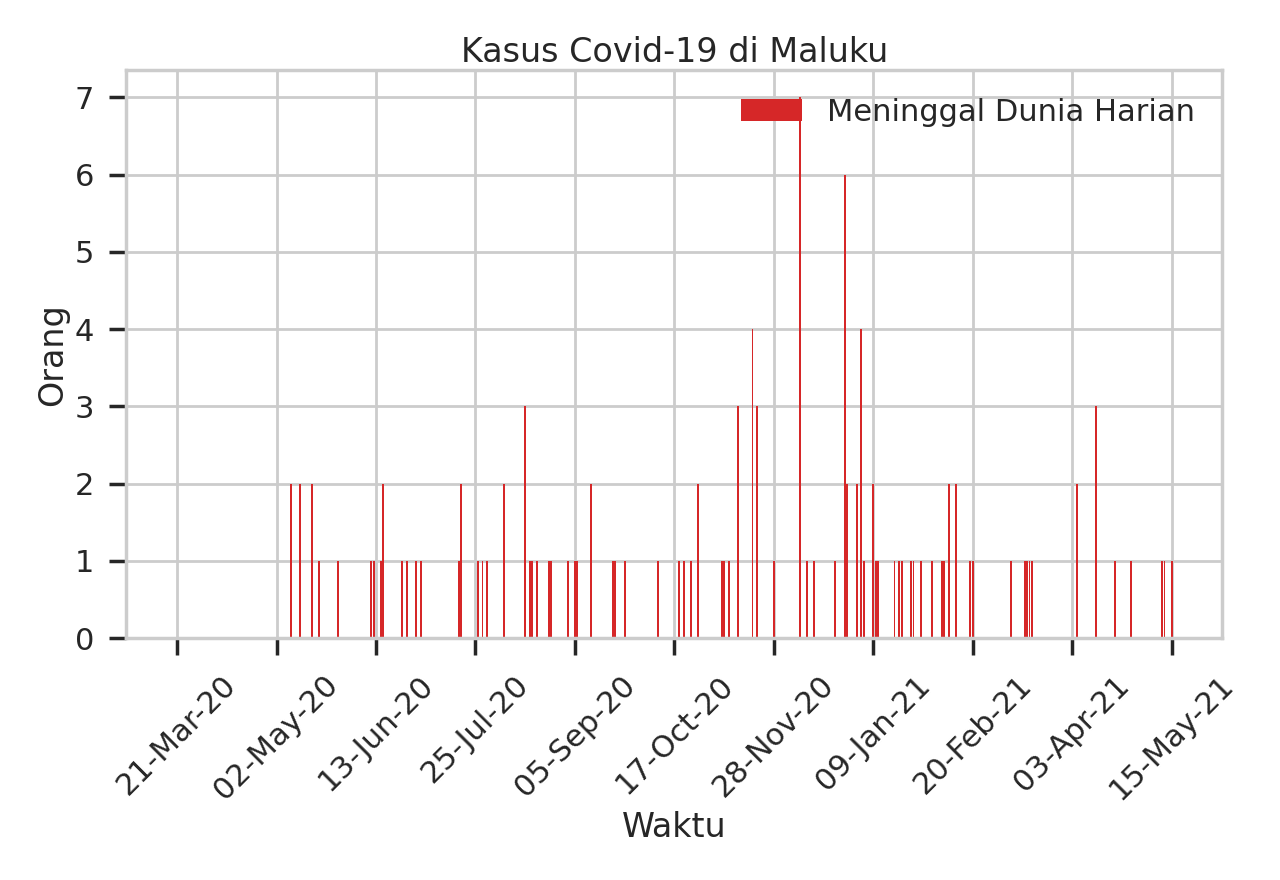 Kasus Covid-19 di Maluku
Meninggal Dunia Harian
Orang
7
6
5
4
3
2
1
0
21-Mar-20
02-May-20
13-Jun-20
25-Jul-20
05-Sep-20
17-Oct-20
28-Nov-20
09-Jan-21
20-Feb-21
03-Apr-21
15-May-21
Waktu